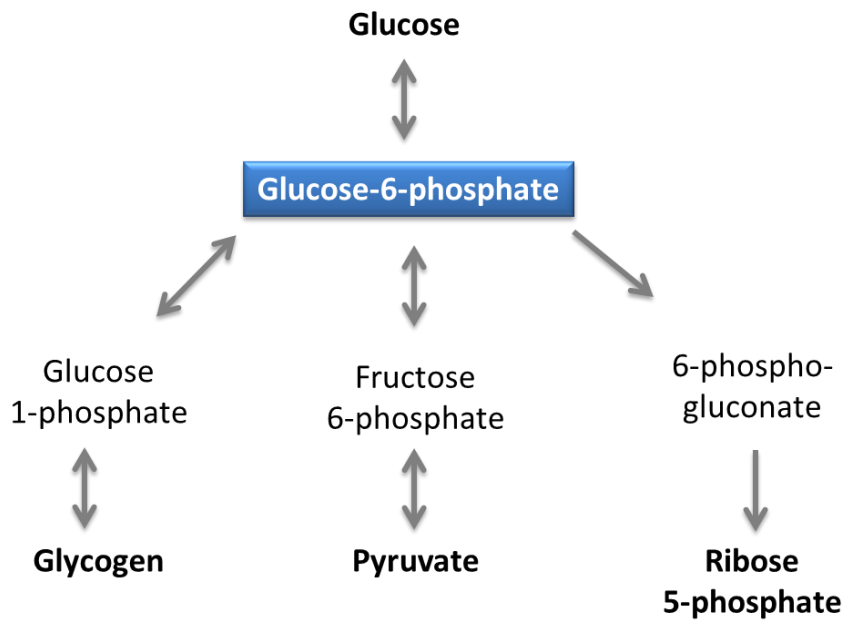 Glucose
Glucose-6-phosphate
Glucose
1-phosphate
Fructose
6-phosphate
6-phospho-
gluconate
Glycogen
Pyruvate
Ribose
5-phosphate